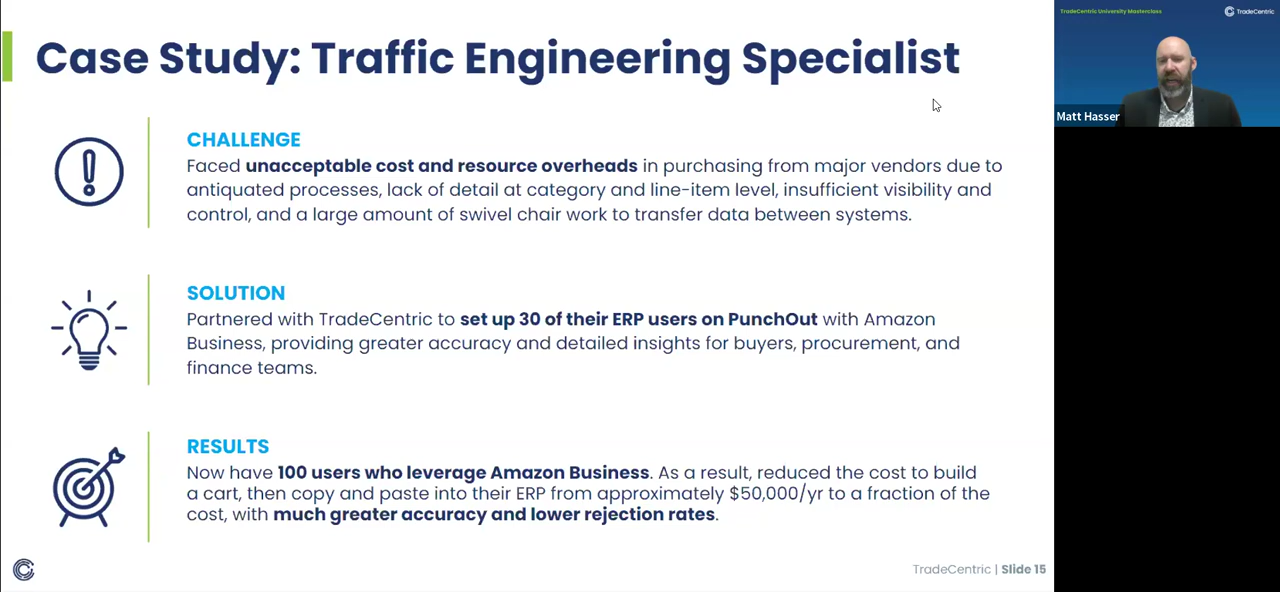 Case Study: Traffic Engineering Specialist
CHALLENGE
Faced unacceptable cost and resource overheads in purchasing from major vendors due to
antiquated processes, lack of detail at category and line-item level, insufficient visibility and
control, and a large amount of swivel chair work to transfer data between systems.
SOLUTION
Partnered with TradeCentric to set up 30 of their ERP users on PunchOut with Amazon
Business, providing greater accuracy and detailed insights for buyers, procurement, and
finance teams.
RESULTS
Now have 100 users who leverage Amazon Business. As a result, reduced the cost to build
a cart, then copy and paste into their ERP from approximately $50,000/yr to a fraction of the
cost, with much greater accuracy and lower rejection rates.
TradeCentric | Slide 15
TradeCentric University Masterclass
TradeCentric
Matt Hasser